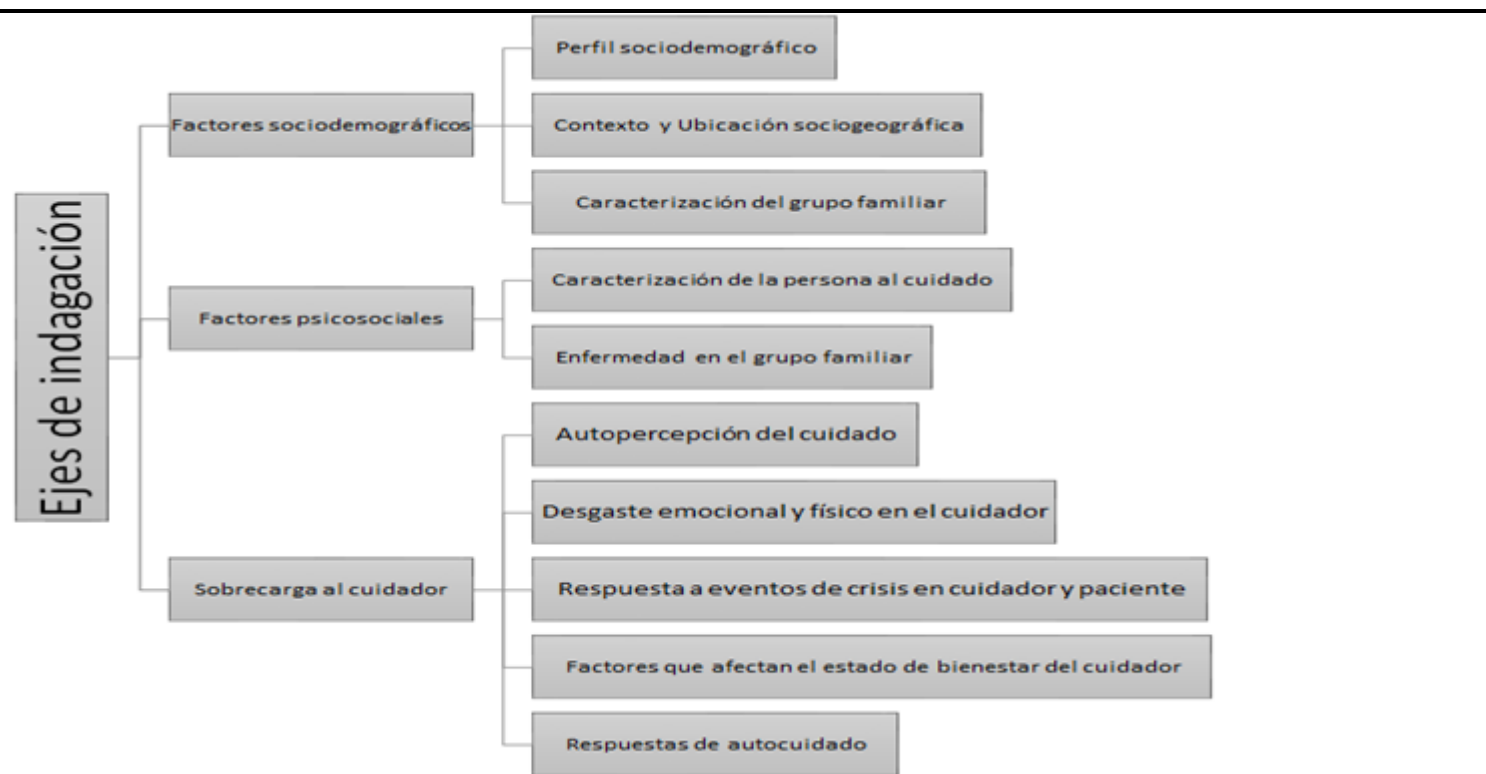 Ejes de indagación
Factores sociodemográficos
Perfil sociodemográfico
Contexto y Ubicación sociogeográfica
Caracterización del grupo familiar
Factores psicosociales
Caracterización de la persona al cuidado
Enfermedad en el grupo familiar
Sobrecarga al cuidador
Autopercepción del cuidado
Desgaste emocional y físico en el cuidador
Respuesta a eventos de crisis en cuidador y paciente
Factores que afectan el estado de bienestar del cuidador
Respuestas de autocuidado